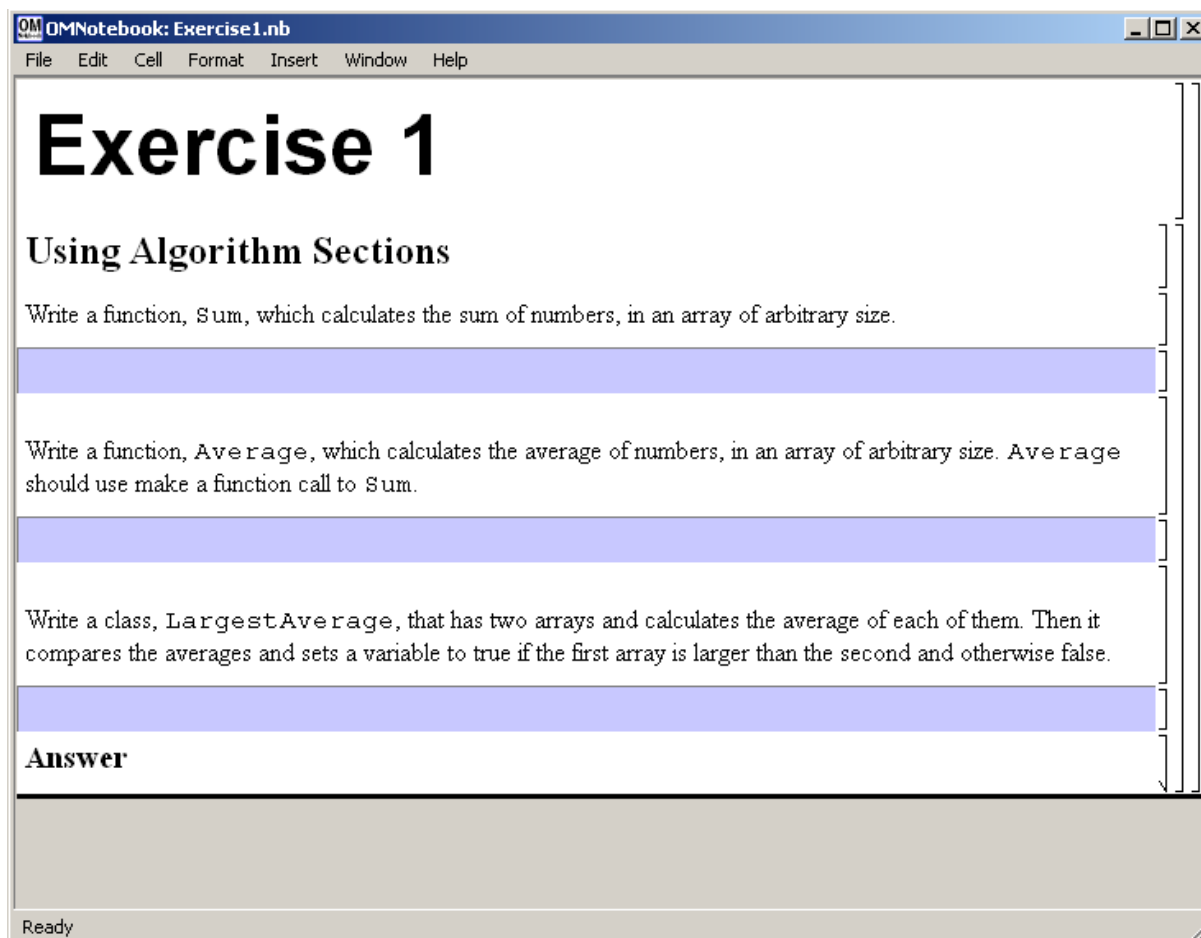 OMNotebook: Exercise1.nb
File Edit Cell Format Insert Window Help
Exercise 1
Using Algorithm Sections
Write a function, Sum, which calculates the sum of numbers, in an array of arbitrary size.
Write a function, Average, which calculates the average of numbers, in an array of arbitrary size. Average
should use make a function call to Sum.
Write a class, LargestAverage, that has two arrays and calculates the average of each of them. Then it
compares the averages and sets a variable to true if the first array is larger than the second and otherwise false.
Answer
Ready